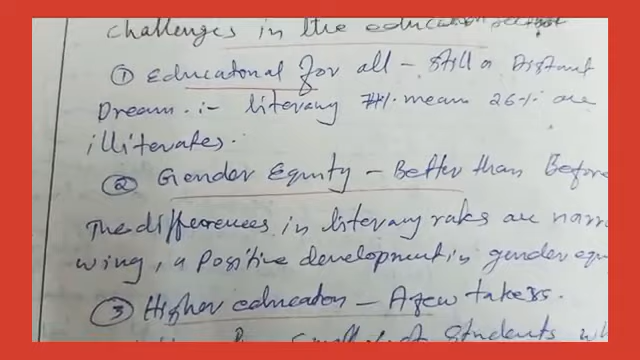 challenges in the education sector
① Educatonal for all – still a Distant
Dream :- literary 74% mean 26% are
illiterates.
② Gender Equity – Better than Before
The differences in literary rates are narro
wing, a positive development in gender equ
③ Higher education – A few takers.
students